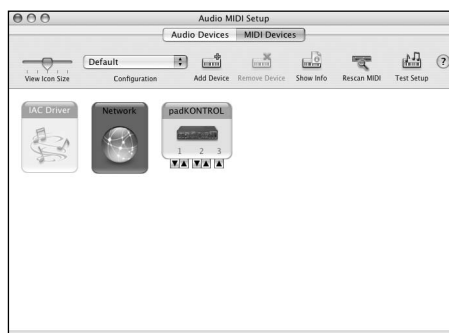 Audio MIDI Setup
Audio Devices MIDI Devices
Default
?
View Icon Size Configuration Add Device Remove Device Show Info Rescan MIDI Test Setup
IAC Driver Network padKONTROL
1 2 3